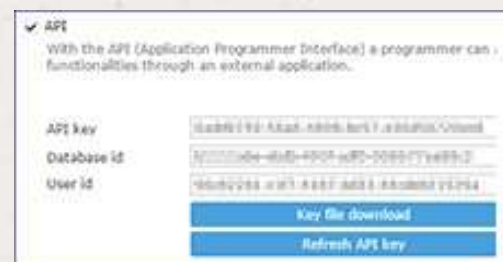 API
With the API (Application Programmer Interface) a programmer can
functionalities through an external application.
API key
Database id
User id
Key file download
Refresh API key